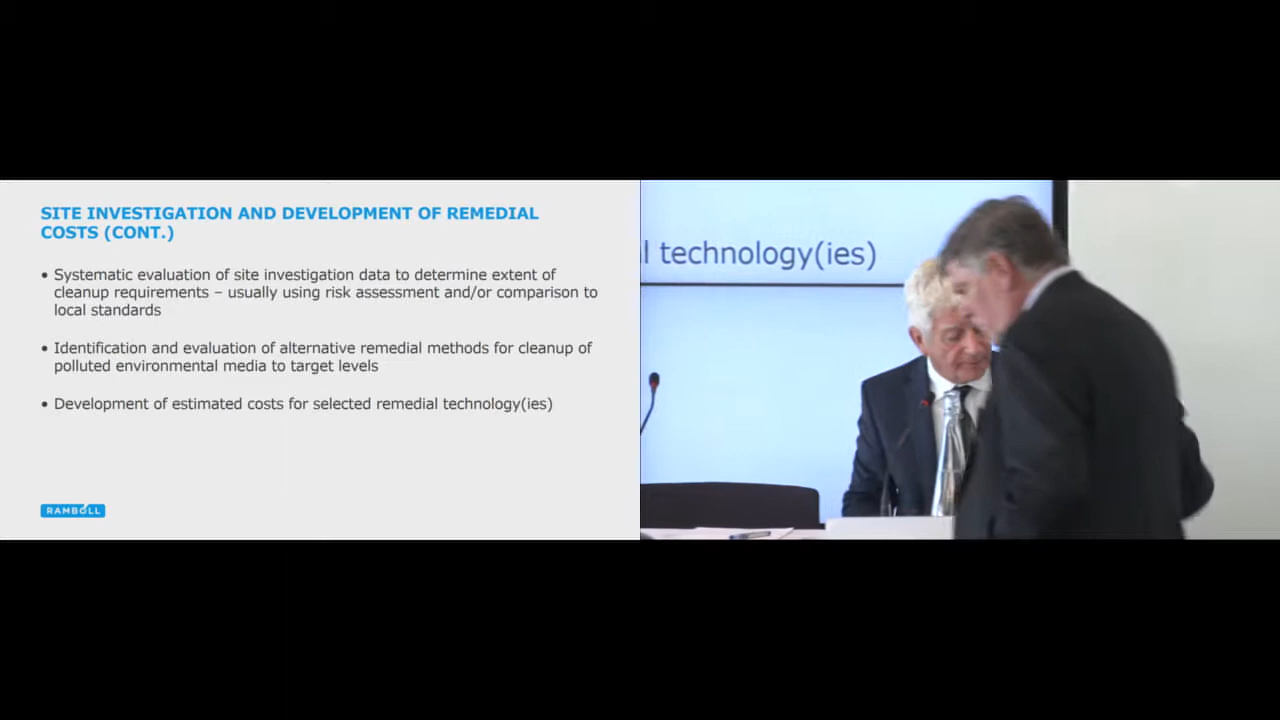 SITE INVESTIGATION AND DEVELOPMENT OF REMEDIAL
COSTS (CONT.)
• Systematic evaluation of site investigation data to determine extent of
cleanup requirements – usually using risk assessment and/or comparison to
local standards
• Identification and evaluation of alternative remedial methods for cleanup of
polluted environmental media to target levels
• Development of estimated costs for selected remedial technology(ies)
RAMBOLL
l technology(ies)